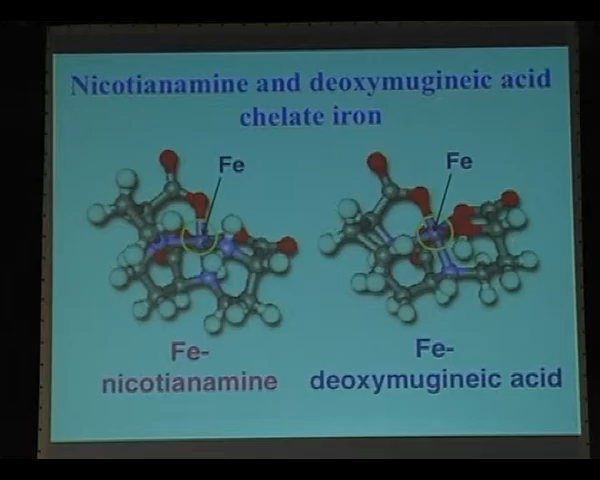 Nicotianamine and deoxymugineic acid
chelate iron
Fe
Fe
Fe-
nicotianamine
Fe-
deoxymugineic acid